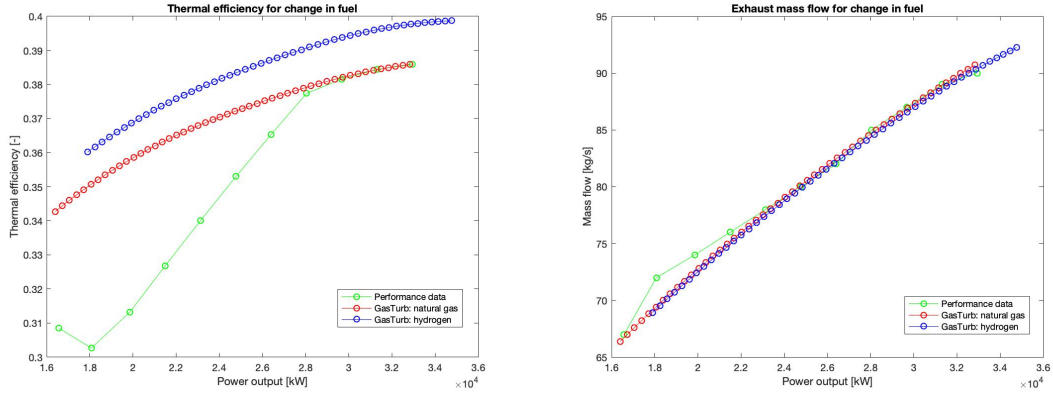 Thermal efficiency for change in fuel
0.4
0.39
0.38
0.37
0.36
0.35
0.34
0.33
0.32
0.31
0.3
Thermal efficiency [-]
Performance data
GasTurb: natural gas
GasTurb: hydrogen
1.6 1.8 2 2.2 2.4 2.6 2.8 3 3.2 3.4 3.6
Power output [kW]
×10⁴
Exhaust mass flow for change in fuel
95
90
85
80
75
70
65
Mass flow [kg/s]
Performance data
GasTurb: natural gas
GasTurb: hydrogen
1.6 1.8 2 2.2 2.4 2.6 2.8 3 3.2 3.4 3.6
Power output [kW]
×10⁴